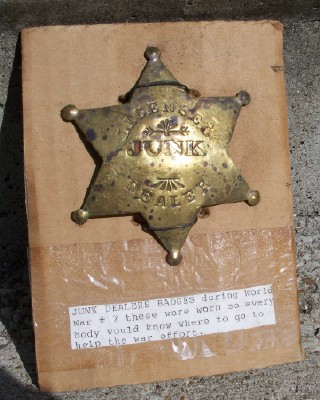 LICENSED
JUNK
DEALER
JUNK DEALERS BADGES during World
War # 2 these were worn so every
body would know where to go to
help the war effort.